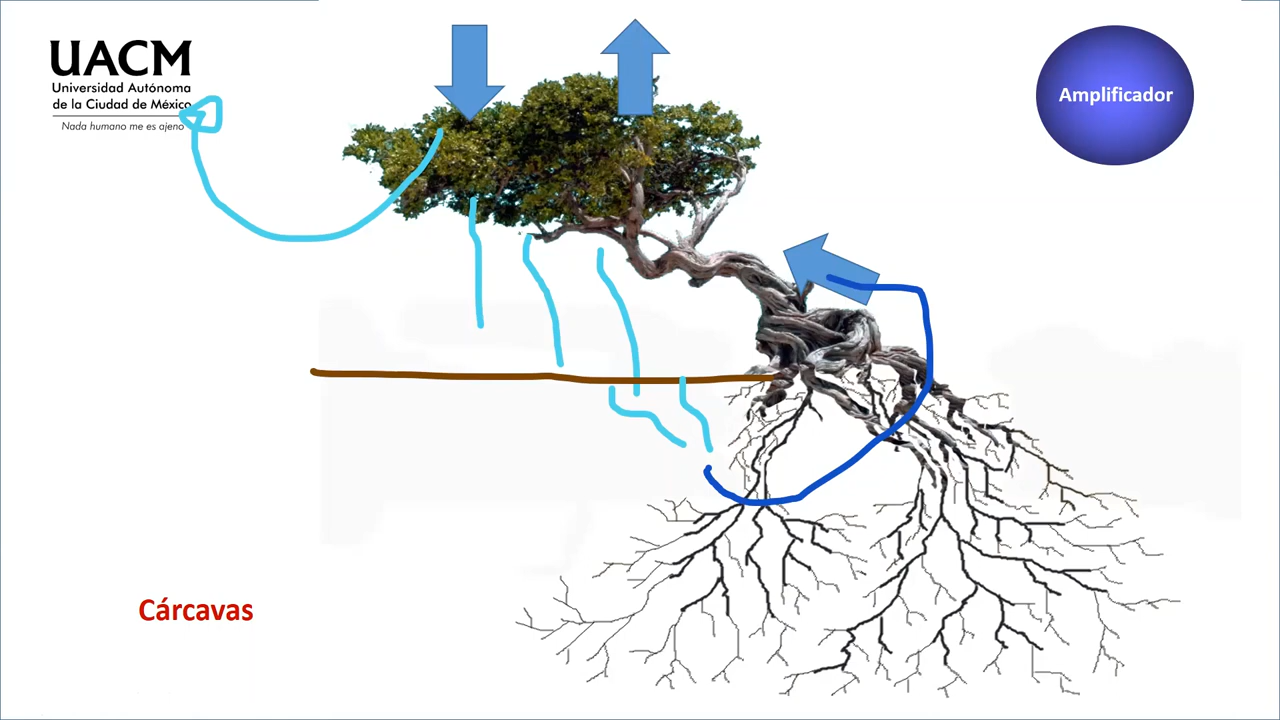 UACM
Universidad Autónoma
de la Ciudad de México
Nada humano me es ajeno
Amplificador
Cárcavas